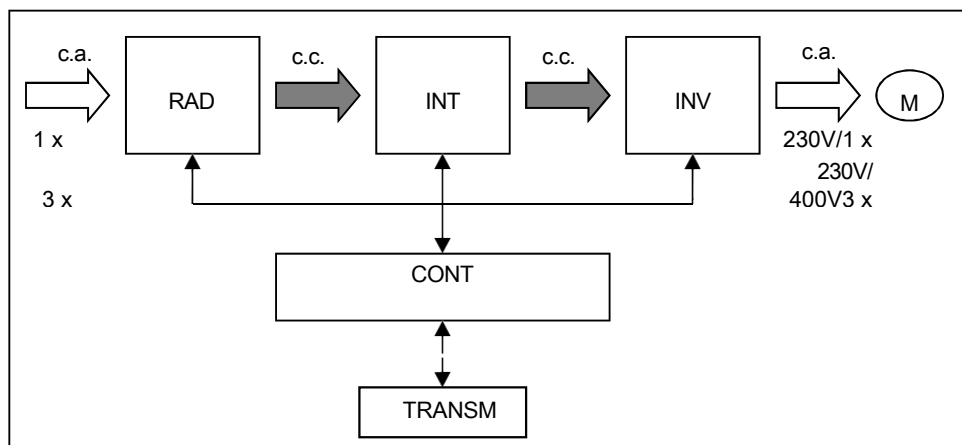 c.a.
c.c.
c.c.
c.a.
RAD
INT
INV
M
1 x
3 x
230V/1 x
230V/
400V3 x
CONT
TRANSM